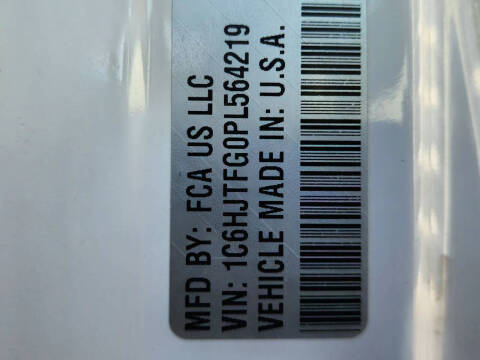 MFD BY: FCA US LLC
VIN: 1C6HJTFG0PL564219
VEHICLE MADE IN: U.S.A.